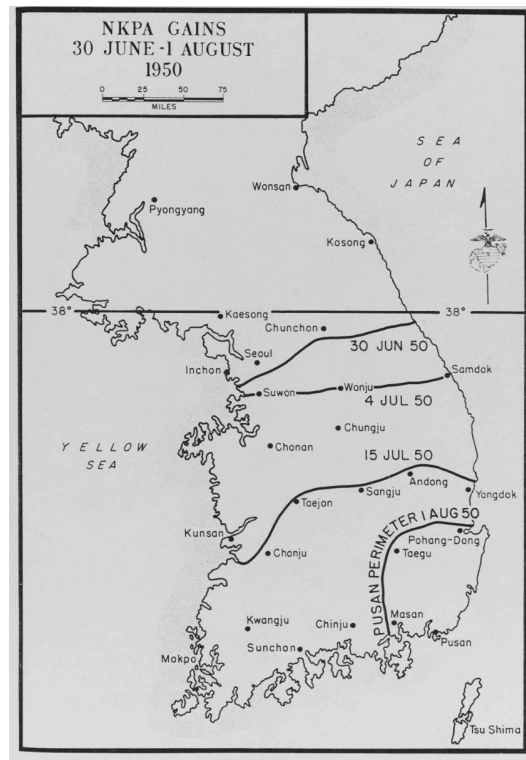 NKPA GAINS
30 JUNE -1 AUGUST
1950
0 25 50 75
MILES
SEA
OF
JAPAN
Wonsan
Pyongyang
Kosong
38°
38°
Kaesong
Chunchon
30 JUN 50
Seoul
Inchon
Samdok
Suwon
Wonju
4 JUL 50
Chungju
YELLOW
SEA
Chonan
15 JUL 50
Andong
Sangju
Yongdok
Taejon
PUSAN PERIMETER 1 AUG 50
Kunsan
Pohang-Dong
Taegu
Chonju
Kwangju
Chinju
Masan
Pusan
Sunchon
Mokpo
Tsu Shima